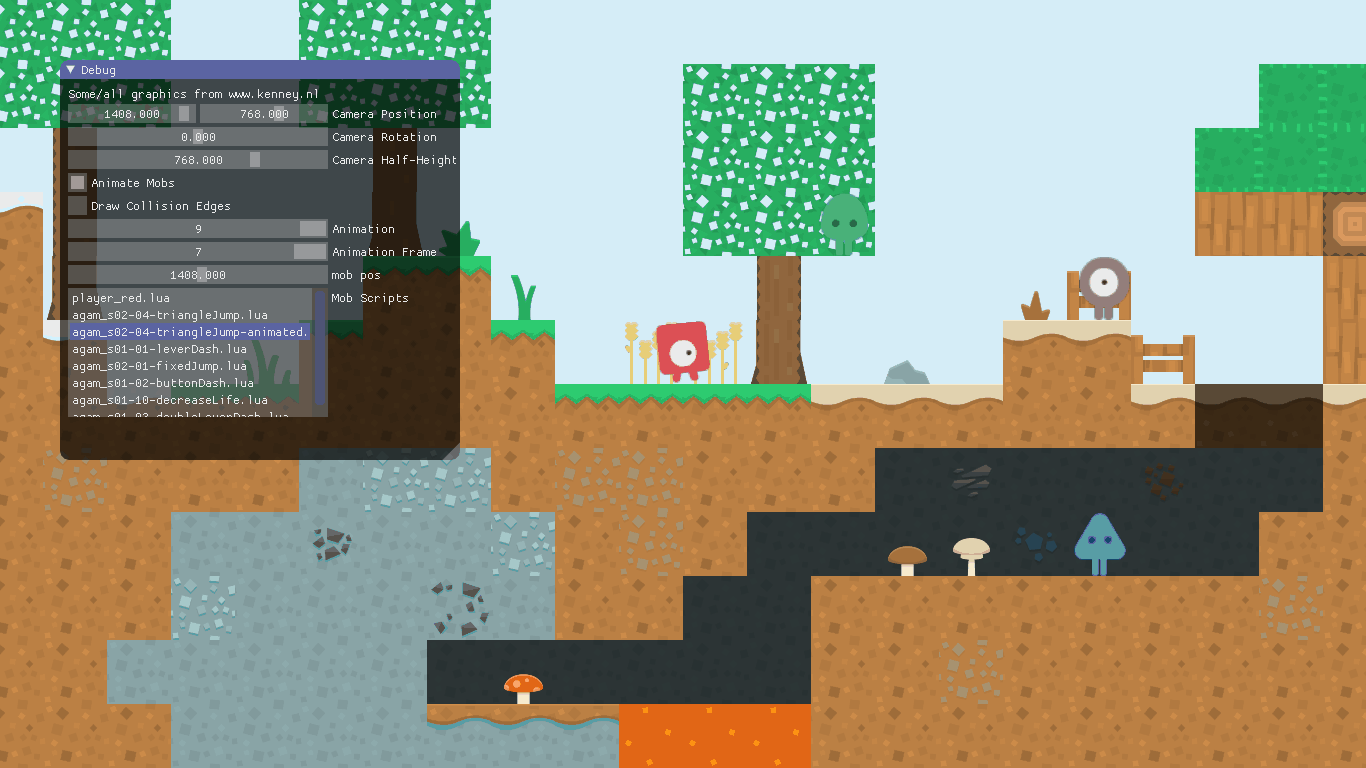 Debug
Some/all graphics from www.kenney.nl
1408.000 768.000 Camera Position
0.000 Camera Rotation
768.000 Camera Half-Height
Animate Mobs
Draw Collision Edges
9 Animation
7 Animation Frame
1408.000 mob pos
player_red.lua Mob Scripts
agam_s02-04-triangleJump.lua
agam_s02-04-triangleJump-animated.
agam_s01-01-leverDash.lua
agam_s02-01-fixedJump.lua
agam_s01-02-buttonDash.lua
agam_s01-10-decreaseLife.lua